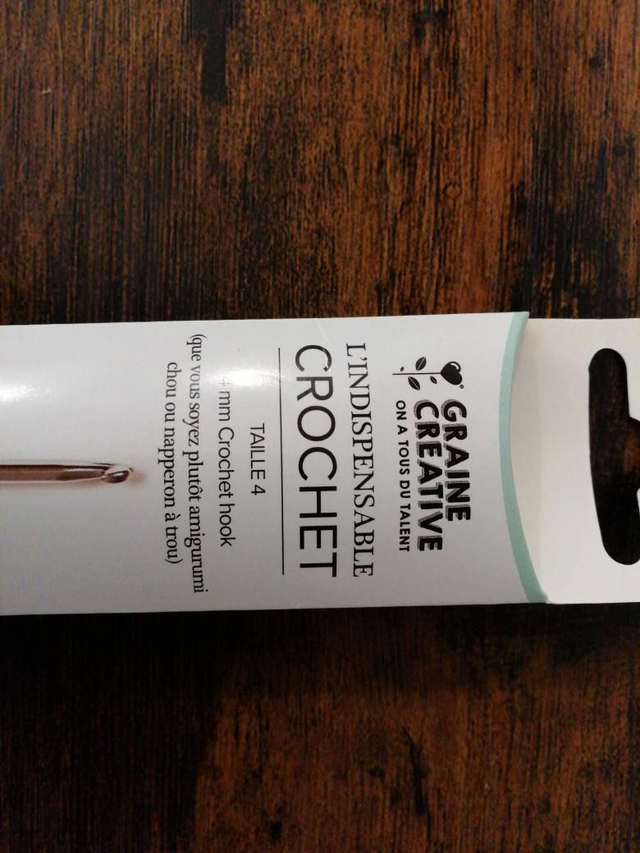 GRAINE
CREATIVE
ON A TOUS DU TALENT
L'INDISPENSABLE
CROCHET
TAILLE 4
4 mm Crochet hook
(que vous soyez plutôt amigurumi
chou ou napperon à trou)